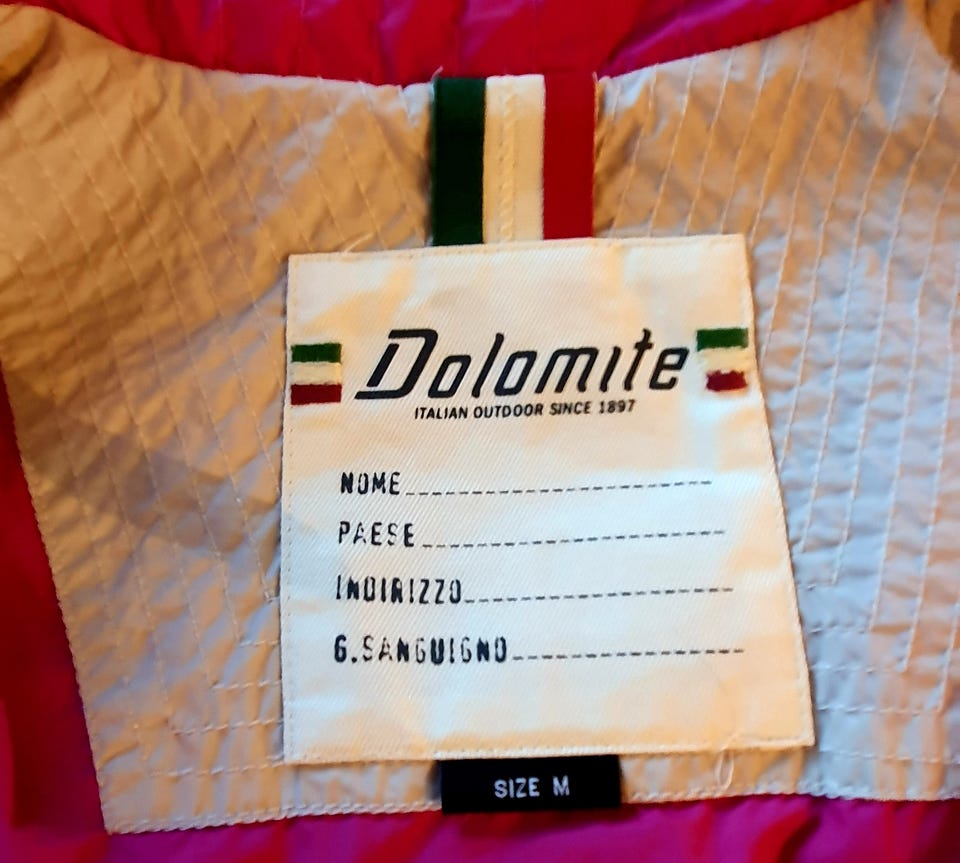 Dolomite
ITALIAN OUTDOOR SINCE 1897
NOME
PAESE
INDIRIZZO
G.SANGUIGNO
SIZE M